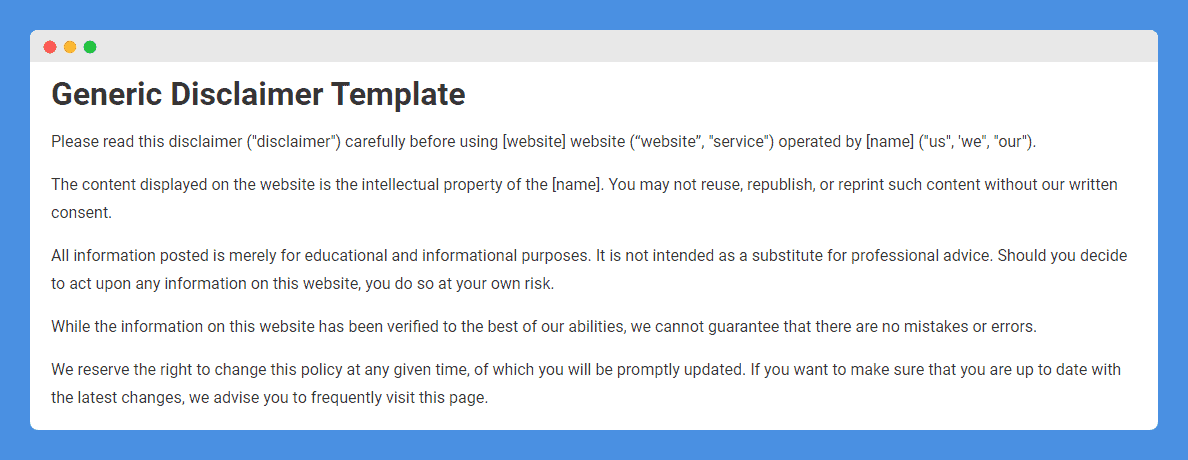 Generic Disclaimer Template
Please read this disclaimer ("disclaimer") carefully before using [website] website (“website”, "service") operated by [name] ("us", 'we", "our").
The content displayed on the website is the intellectual property of the [name]. You may not reuse, republish, or reprint such content without our written
consent.
All information posted is merely for educational and informational purposes. It is not intended as a substitute for professional advice. Should you decide
to act upon any information on this website, you do so at your own risk.
While the information on this website has been verified to the best of our abilities, we cannot guarantee that there are no mistakes or errors.
We reserve the right to change this policy at any given time, of which you will be promptly updated. If you want to make sure that you are up to date with
the latest changes, we advise you to frequently visit this page.